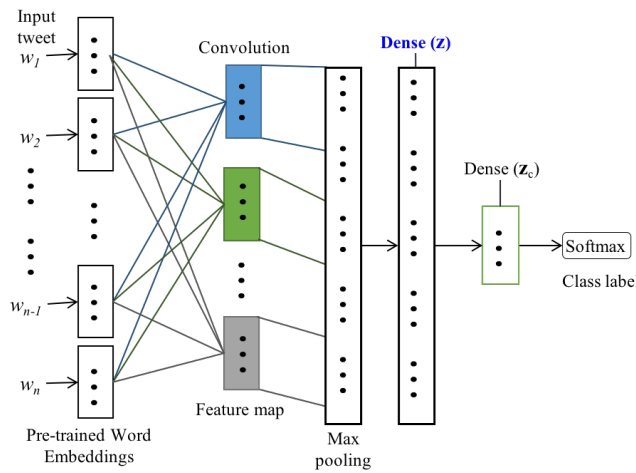 Input
tweet
w1
w2
wn-1
wn
Pre-trained Word
Embeddings
Convolution
Feature map
Max
pooling
Dense (z)
Dense (zc)
Softmax
Class label